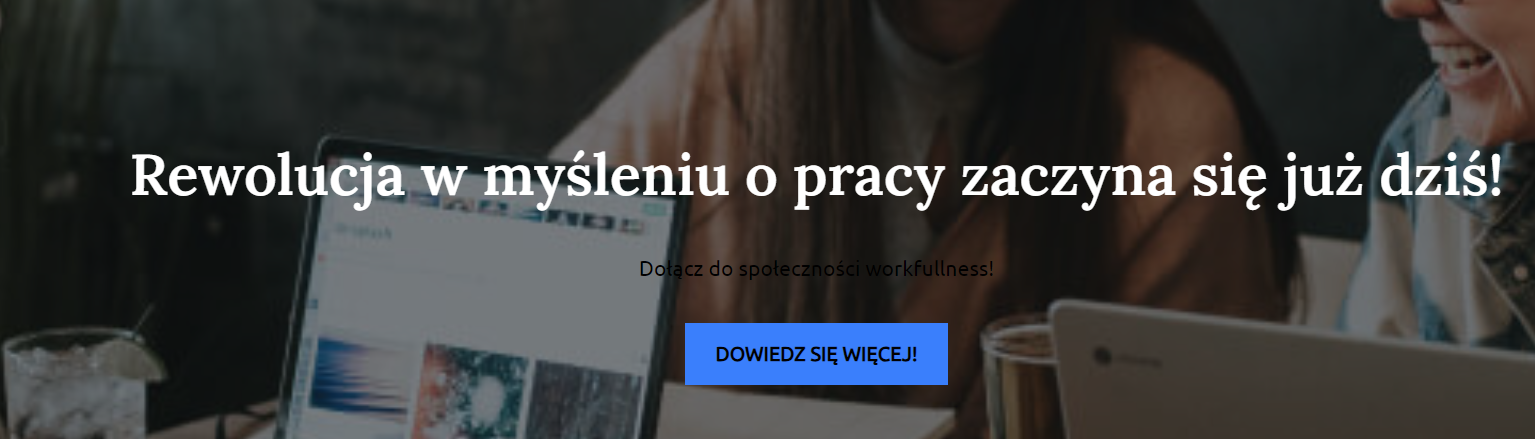 Rewolucja w myśleniu o pracy zaczyna się już dziś!
Dołącz do społeczności workfullness!
DOWIEDZ SIĘ WIĘCEJ!